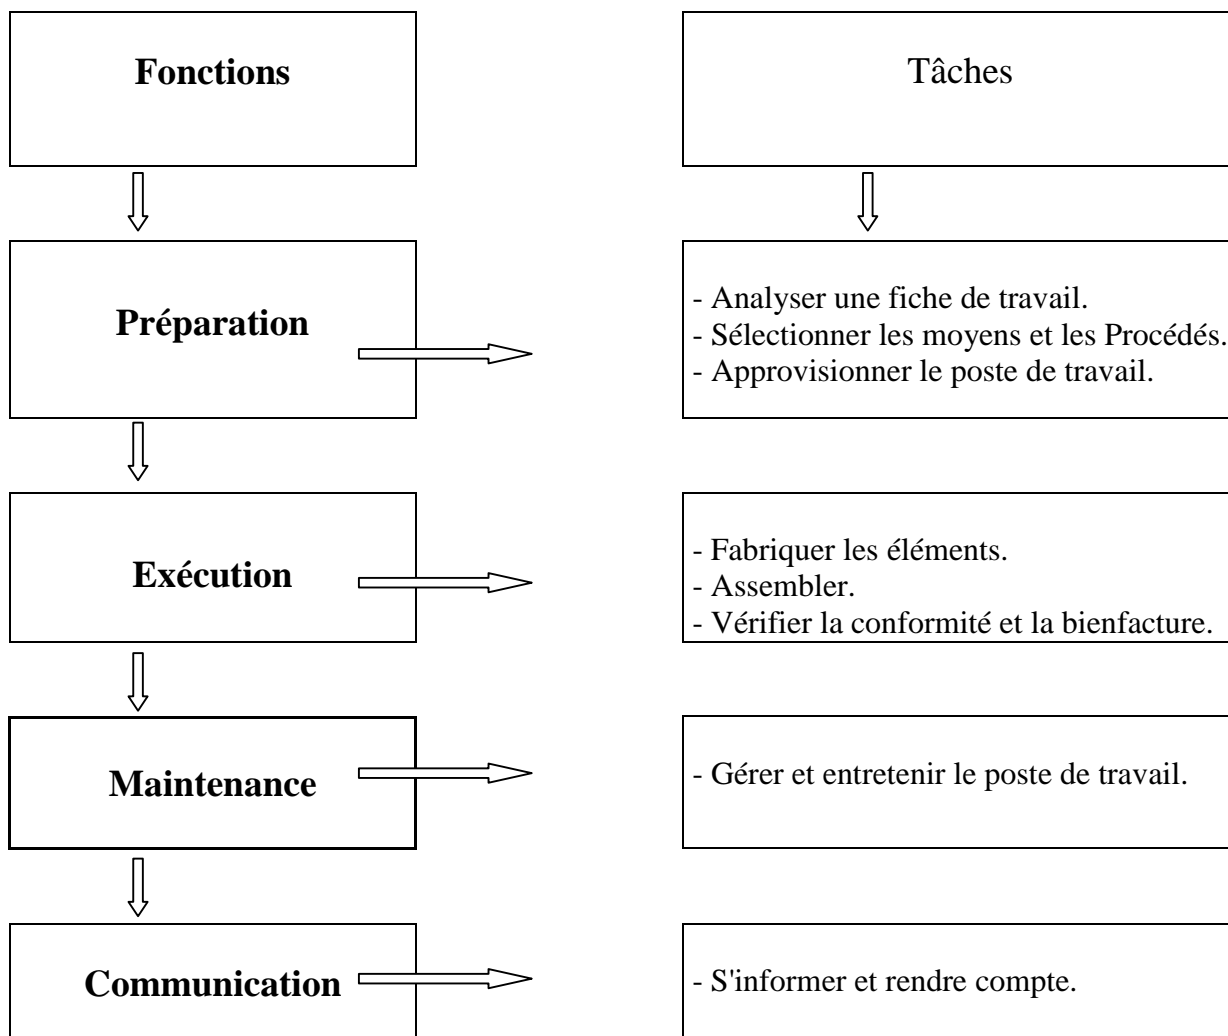 Fonctions
Tâches
Préparation
- Analyser une fiche de travail.
- Sélectionner les moyens et les Procédés.
- Approvisionner le poste de travail.
Exécution
- Fabriquer les éléments.
- Assembler.
- Vérifier la conformité et la bienfacture.
Maintenance
- Gérer et entretenir le poste de travail.
Communication
- S'informer et rendre compte.